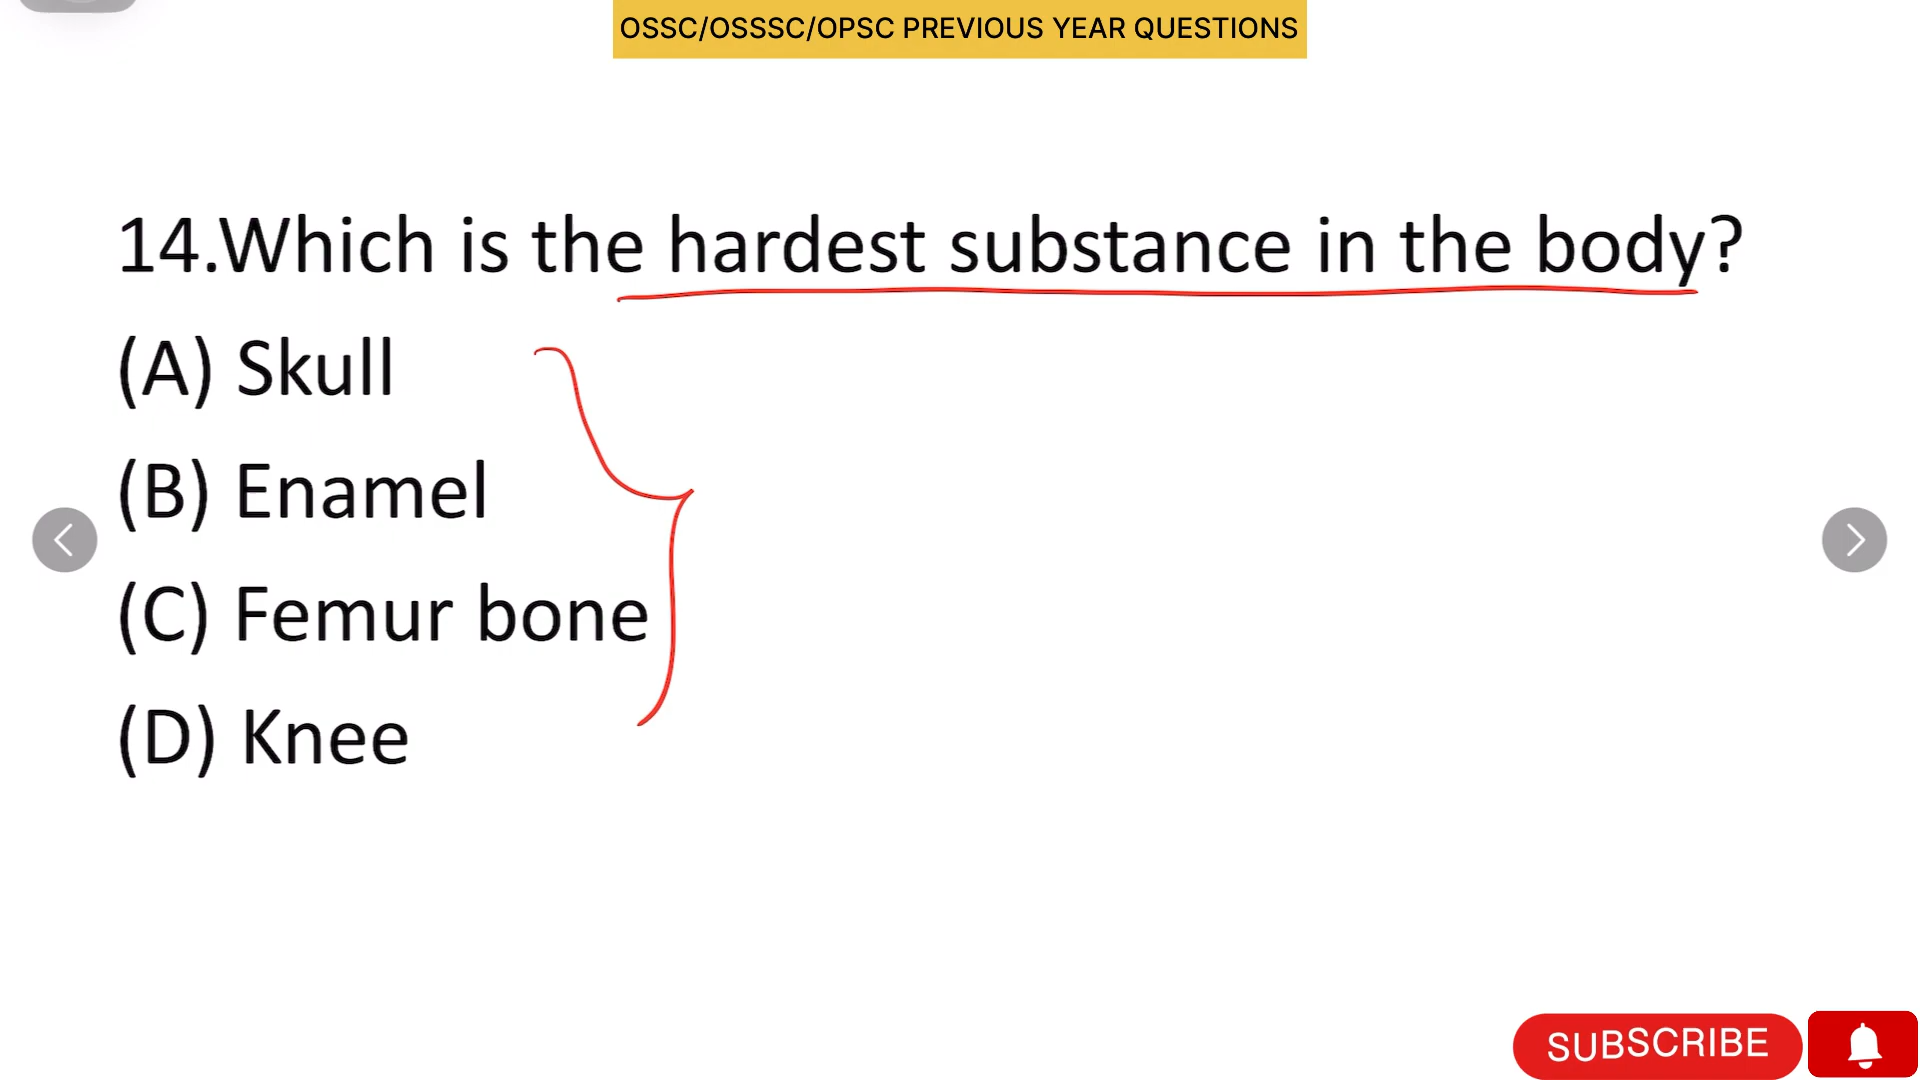 OSSC/OSSSC/OPSC PREVIOUS YEAR QUESTIONS
14.Which is the hardest substance in the body?
(A) Skull
(B) Enamel
(C) Femur bone
(D) Knee
SUBSCRIBE